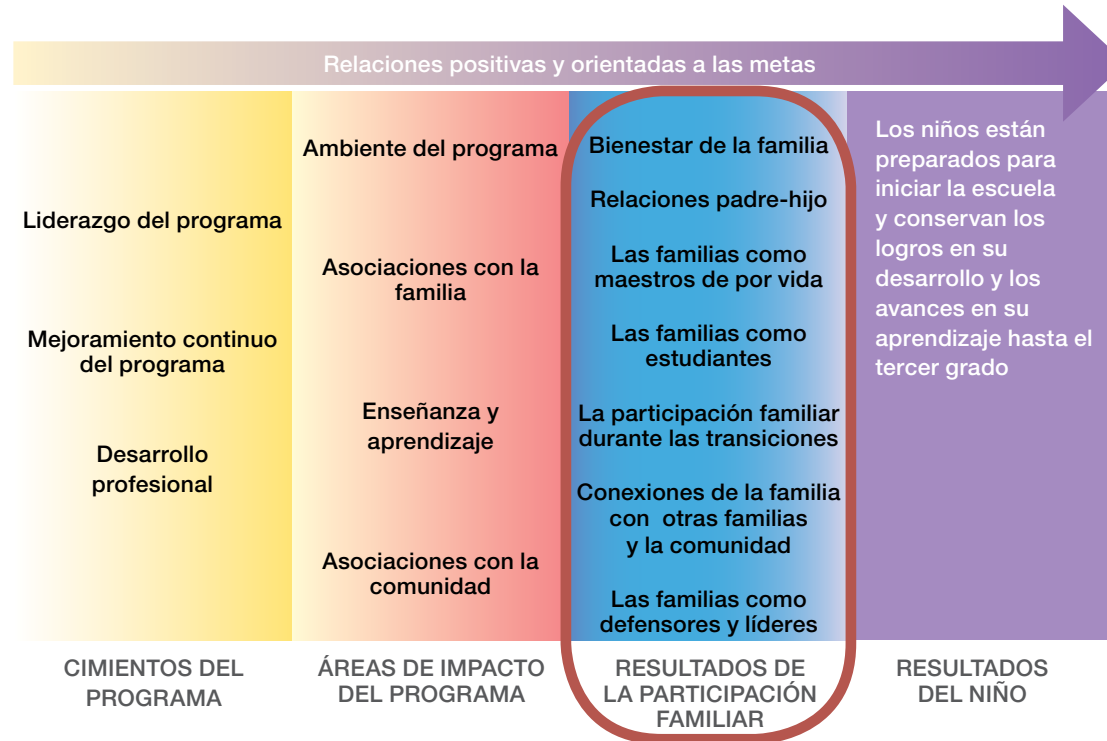 Relaciones positivas y orientadas a las metas
Liderazgo del programa
Mejoramiento continuo
del programa
Desarrollo
profesional
CIMIENTOS DEL
PROGRAMA
Ambiente del programa
Asociaciones con la
familia
Enseñanza y
aprendizaje
Asociaciones con la
comunidad
ÁREAS DE IMPACTO
DEL PROGRAMA
Bienestar de la familia
Relaciones padre-hijo
Las familias como
maestros de por vida
Las familias como
estudiantes
La participación familiar
durante las transiciones
Conexiones de la familia
con otras familias
y la comunidad
Las familias como
defensores y líderes
RESULTADOS DE
LA PARTICIPACIÓN
FAMILIAR
Los niños están
preparados para
iniciar la escuela
y conservan los
logros en su
desarrollo y los
avances en su
aprendizaje hasta el
tercer grado
RESULTADOS
DEL NIÑO